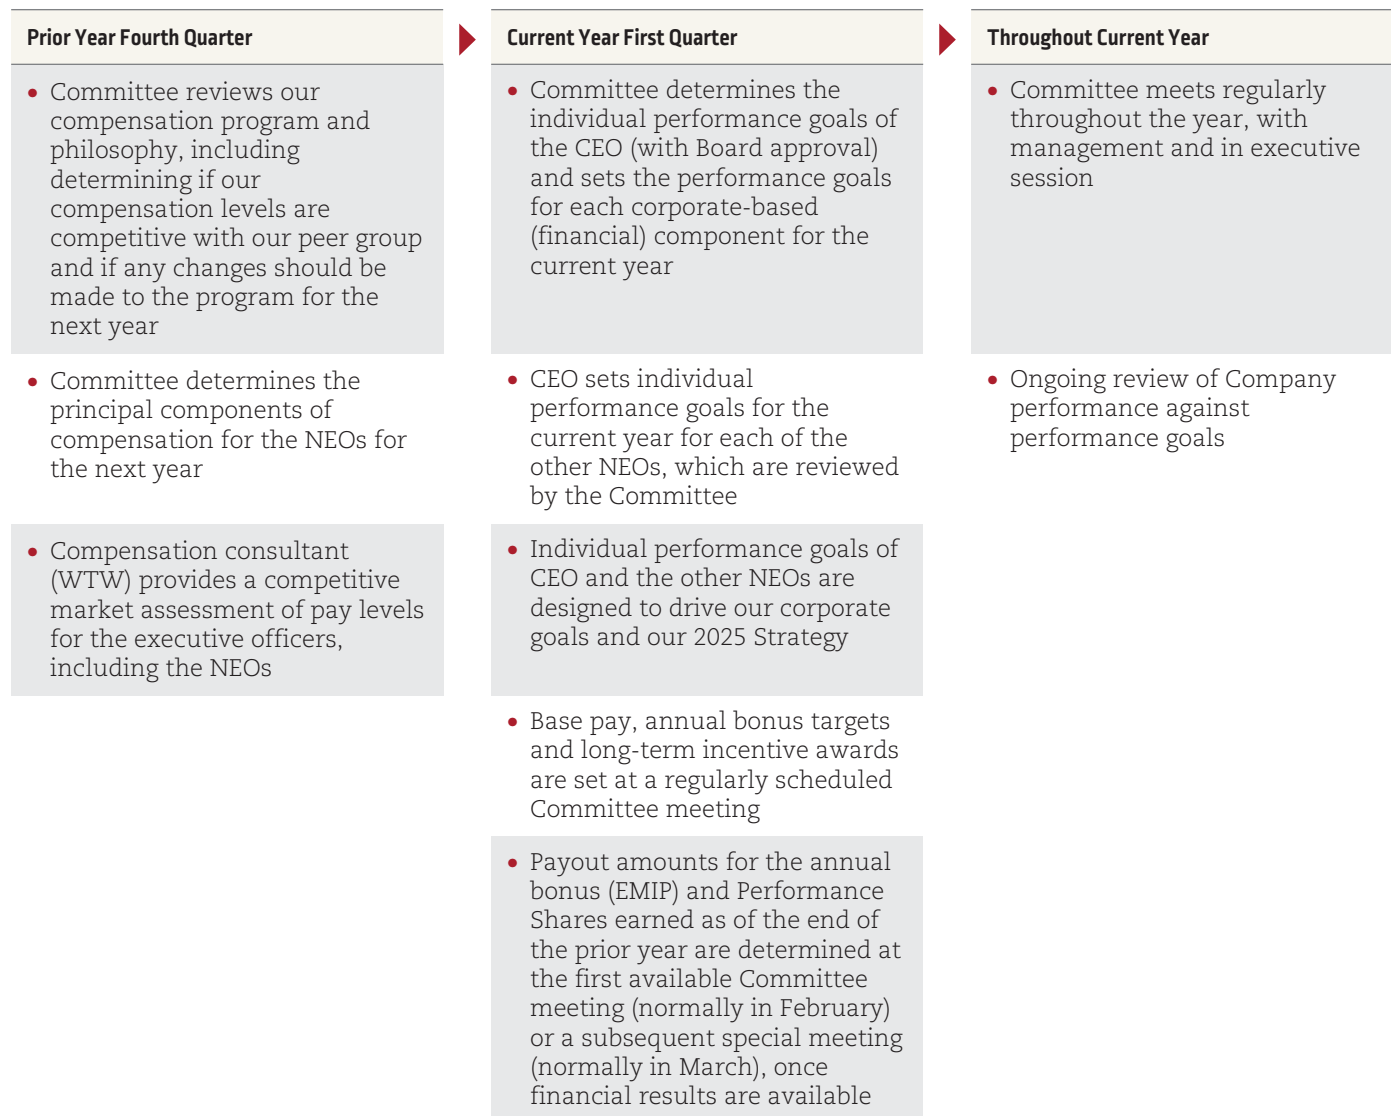 Prior Year Fourth Quarter
• Committee reviews our
compensation program and
philosophy, including
determining if our
compensation levels are
competitive with our peer group
and if any changes should be
made to the program for the
next year
• Committee determines the
principal components of
compensation for the NEOs for
the next year
• Compensation consultant
(WTW) provides a competitive
market assessment of pay levels
for the executive officers,
including the NEOs
Current Year First Quarter
• Committee determines the
individual performance goals of
the CEO (with Board approval)
and sets the performance goals
for each corporate-based
(financial) component for the
current year
• CEO sets individual
performance goals for the
current year for each of the
other NEOs, which are reviewed
by the Committee
• Individual performance goals of
CEO and the other NEOs are
designed to drive our corporate
goals and our 2025 Strategy
• Base pay, annual bonus targets
and long-term incentive awards
are set at a regularly scheduled
Committee meeting
• Payout amounts for the annual
bonus (EMIP) and Performance
Shares earned as of the end of
the prior year are determined at
the first available Committee
meeting (normally in February)
or a subsequent special meeting
(normally in March), once
financial results are available
Throughout Current Year
• Committee meets regularly
throughout the year, with
management and in executive
session
• Ongoing review of Company
performance against
performance goals